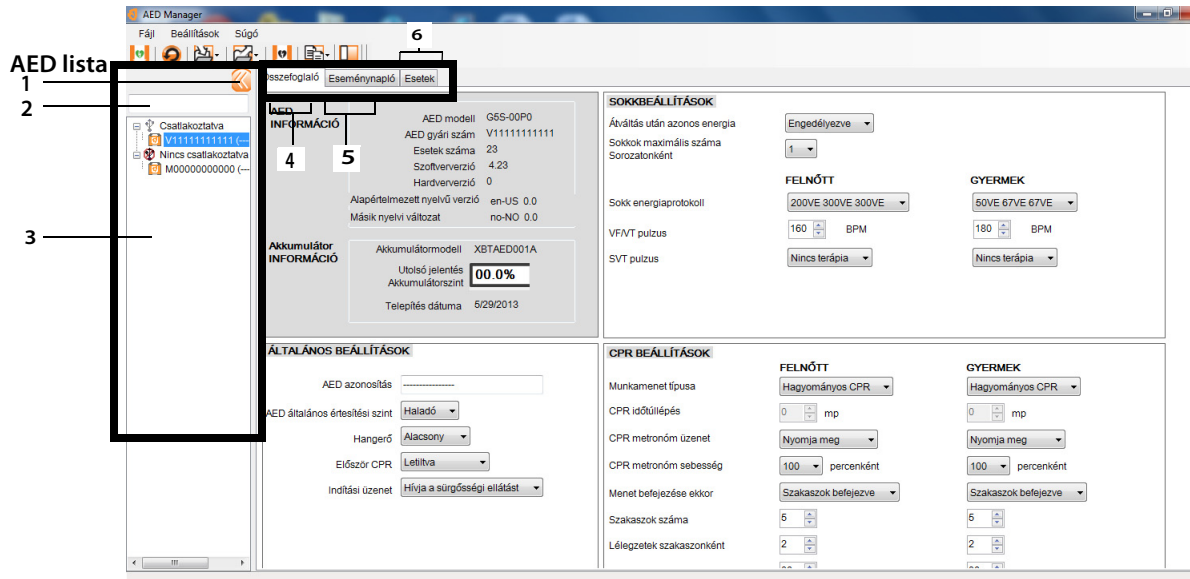 AED Manager
Fájl Beállítások Súgó
6
AED lista
1
2
3
4
5
Összefoglaló Eseménynapló Esetek
Csatlakoztatva
V11111111111 (---
Nincs csatlakoztatva
M00000000000 (---
AED
INFORMÁCIÓ
AED modell G5S-00P0
AED gyári szám V11111111111
Esetek száma 23
Szoftververzió 4.23
Hardververzió 0
Alapértelmezett nyelvű verzió en-US 0.0
Másik nyelvi változat no-NO 0.0
Akkumulátor
INFORMÁCIÓ
Akkumulátormodell XBTAED001A
Utolsó jelentés
Akkumulátorszint 00.0%
Telepítés dátuma 5/29/2013
SOKKBEÁLLÍTÁSOK
Átváltás után azonos energia Engedélyezve
Sokkok maximális száma
Sorozatonként 1
FELNŐTT GYERMEK
Sokk energiaprotokoll 200VE 300VE 300VE 50VE 67VE 67VE
VF/VT pulzus 160 BPM 180 BPM
SVT pulzus Nincs terápia Nincs terápia
ÁLTALÁNOS BEÁLLÍTÁSOK
AED azonosítás ----------------
AED általános értesítési szint Haladó
Hangerő Alacsony
Először CPR Letiltva
Indítási üzenet Hívja a sürgősségi ellátást
CPR BEÁLLÍTÁSOK
FELNŐTT GYERMEK
Munkamenet típusa Hagyományos CPR Hagyományos CPR
CPR időtúllépés 0 mp 0 mp
CPR metronóm üzenet Nyomja meg Nyomja meg
CPR metronóm sebesség 100 percenként 100 percenként
Menet befejezése ekkor Szakaszok befejezve Szakaszok befejezve
Szakaszok száma 5 5
Lélegzetek szakaszonként 2 2